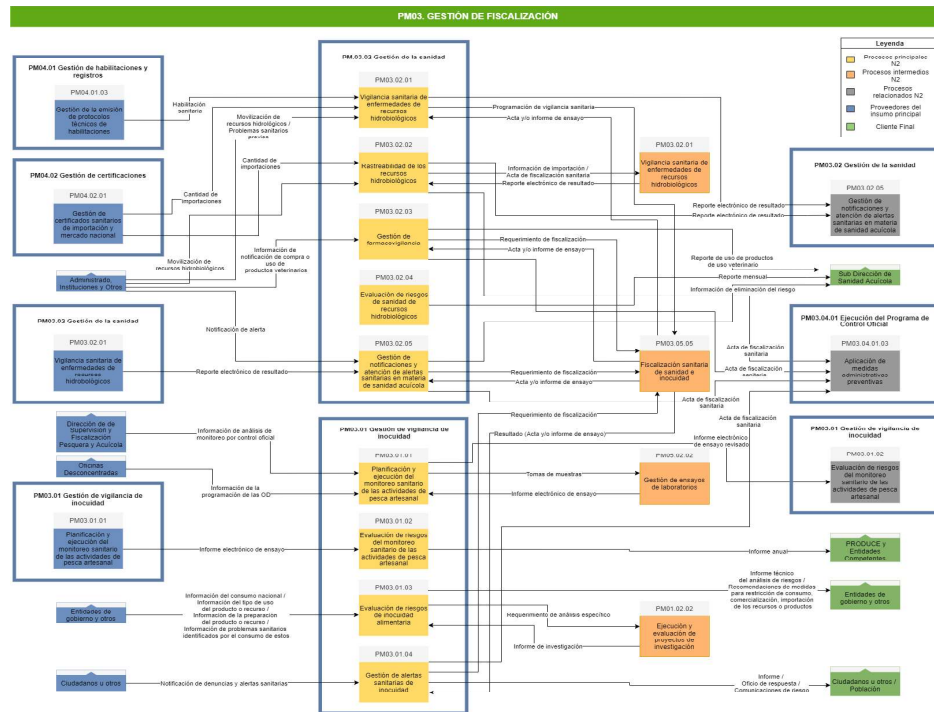 PM03. GESTIÓN DE FISCALIZACIÓN
Leyenda
Procesos principales
N2
Procesos intermedios
N2
Procesos
relacionados N2
Proveedores del
insumo principal
Cliente Final
PM04.01 Gestión de habilitaciones y
registros
PM04.01.03
Gestión de la emisión
de protocolos
técnicos de
habilitaciones
PM04.02 Gestión de certificaciones
PM04.02.01
Gestión de
certificados sanitarios
de importación y
mercado nacional
Administrado,
Instituciones y Otros
PM03.02 Gestión de la sanidad
PM03.02.01
Vigilancia sanitaria de
enfermedades de
recursos
hidrobiológicos
Dirección de de
Supervisión y
Fiscalización
Pesquera y Acuícola
Oficinas
Desconcentradas
PM03.01 Gestión de vigilancia de
inocuidad
PM03.01.01
Planificación y
ejecución del
monitoreo sanitario
de las actividades de
pesca artesanal
Entidades de
gobierno y otros
Ciudadanos u otros
Habilitación
sanitaria
Movilización de
recursos hidrológicos /
Problemas sanitarios
previos
Cantidad de
importaciones
Cantidad de
importaciones
Movilización de
recursos hidrobiológicos
Información de
notificación de compra o
uso de
productos veterinarios
Notificación de alerta
Reporte electrónico de resultado
Información de análisis de
monitoreo por control oficial
Información de la
programación de las OD
Informe electrónico de ensayo
Información del consumo nacional /
Información del tipo de uso
del producto o recurso /
Información de la preparación
del producto o recurso /
Información de problemas sanitarios
identificados por el consumo de estos
Notificación de denuncias y alertas sanitarias
PM.03.02 Gestión de la sanidad
PM03.02.01
Vigilancia sanitaria de
enfermedades de
recursos
hidrobiológicos
PM03.02.02
Rastreabilidad de los
recursos
hidrobiológicos
PM03.02.03
Gestión de
farmacovigilancia
PM03.02.04
Evaluación de riesgos
de sanidad de
recursos
hidrobiológicos
PM03.02.05
Gestión de
notificaciones y
atención de alertas
sanitarias en materia
de sanidad acuícola
PM03.01 Gestión de vigilancia de
inocuidad
PM03.01.01
Planificación y
ejecución del
monitoreo sanitario
de las actividades de
pesca artesanal
PM03.01.02
Evaluación de riesgos
del monitoreo
sanitario de las
actividades de pesca
artesanal
PM03.01.03
Evaluación de riesgos
de inocuidad
alimentaria
PM03.01.04
Gestión de alertas
sanitarias de
inocuidad
Programación de vigilancia sanitaria
Acta y/o informe de ensayo
Información de importación /
Acta de fiscalización sanitaria
Reporte electrónico de resultado
Requerimiento de fiscalización
Acta y/o informe de ensayo
Requerimiento de fiscalización
Acta y/o informe de ensayo
Requerimiento de fiscalización
Resultado (Acta y/o informe de ensayo)
Tomas de muestras
Informe electrónico de ensayo
Requerimiento de análisis específico
Informe de investigación
PM03.02.01
Vigilancia sanitaria de
enfermedades de
recursos
hidrobiológicos
PM03.05.05
Fiscalización sanitaria
de sanidad e
inocuidad
PM05.02.02
Gestión de ensayos
de laboratorios
PM01.02.02
Ejecución y
evaluación de
proyectos de
investigación
Reporte electrónico de resultado
Reporte electrónico de resultado
Reporte de uso de productos
de uso veterinario
Reporte mensual
Información de eliminación del riesgo
Acta de fiscalización
sanitaria
Acta de fiscalización
sanitaria
Acta de fiscalización
sanitaria
Acta de fiscalización
sanitaria
Informe electrónico
de ensayo revisado
Informe anual
Informe técnico
del análisis de riesgos /
Recomendaciones de medidas
para restricción de consumo,
comercialización, importación
de los recursos o productos
Informe /
Oficio de respuesta /
Comunicaciones de riesgo
PM03.02 Gestión de la sanidad
PM03.02.05
Gestión de
notificaciones y
atención de alertas
sanitarias en materia
de sanidad acuícola
Sub Dirección de
Sanidad Acuícola
PM03.04.01 Ejecución del Programa de
Control Oficial
PM03.04.01.03
Aplicación de
medidas
administrativas
preventivas
PM03.01 Gestión de vigilancia de
inocuidad
PM03.01.02
Evaluación de riesgos
del monitoreo
sanitario de las
actividades de pesca
artesanal
PRODUCE y
Entidades
Competentes
Entidades de
gobierno y otros
Ciudadanos u otros /
Población